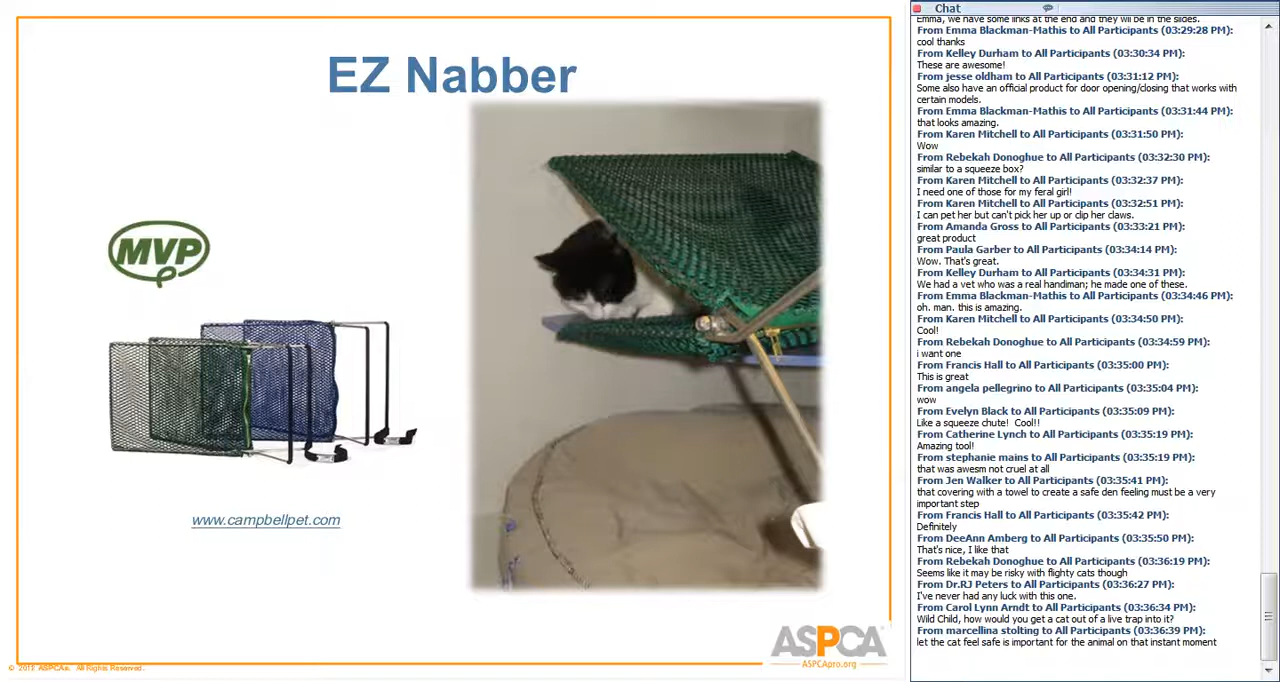 EZ Nabber
MVP
www.campbellpet.com
ASPCA
ASPCApro.org
All Rights Reserved.
Chat
Emma, we have some links at the end and they wil be in the slides.
From Emma Blackman-Mathis to All Participants (03:29:28 PM):
cool thanks
From Kelley Durham to All Participants (03:30:34 PM):
These are awesome!
From jesse oldham to All Participants (03:31:12 PM):
Some also have an official product for door opening/closing that works with
certain models.
From Emma Blackman-Mathis to All Participants (03:31:44 PM):
that looks amazing.
From Karen Mitchell to All Participants (03:31:50 PM):
Wow
From Rebekah Donoghue to All Participants (03:32:30 PM):
similar to a squeeze box?
From Karen Mitchell to All Participants (03:32:37 PM):
I need one of those for my feral girl!
From Karen Mitchell to All Participants (03:32:51 PM):
I can pet her but can't pick her up or clip her claws.
From Amanda Gross to All Participants (03:33:21 PM):
great product
From Paula Garber to All Participants (03:34:14 PM):
Wow. That's great.
From Kelley Durham to All Participants (03:34:31 PM):
We had a vet who was a real handiman; he made one of these.
From Emma Blackman-Mathis to All Participants (03:34:46 PM):
oh. man. this is amazing.
From Karen Mitchell to All Participants (03:34:50 PM):
Cool!
From Rebekah Donoghue to All Participants (03:34:59 PM):
i want one
From Francis Hall to All Participants (03:35:00 PM):
This is great
From angela pellegrino to All Participants (03:35:04 PM):
wow
From Evelyn Black to All Participants (03:35:09 PM):
Like a squeeze chute! Cool!!
From Catherine Lynch to All Participants (03:35:19 PM):
Amazing tool!
From stephanie mains to All Participants (03:35:19 PM):
that was awesm not cruel at all
From Jen Walker to All Participants (03:35:41 PM):
that covering with a towel to create a safe den feeling must be a very
important step
From Francis Hall to All Participants (03:35:42 PM):
Definitely
From DeeAnn Amberg to All Participants (03:35:50 PM):
That's nice, I like that
From Rebekah Donoghue to All Participants (03:36:19 PM):
Seems like it may be risky with flighty cats though
From Dr.RJ Peters to All Participants (03:36:27 PM):
I've never had any luck with this one.
From Carol Lynn Arndt to All Participants (03:36:34 PM):
Wild Child, how would you get a cat out of a live trap into it?
From marcellina stolting to All Participants (03:36:39 PM):
let the cat feel safe is important for the animal on that instant moment